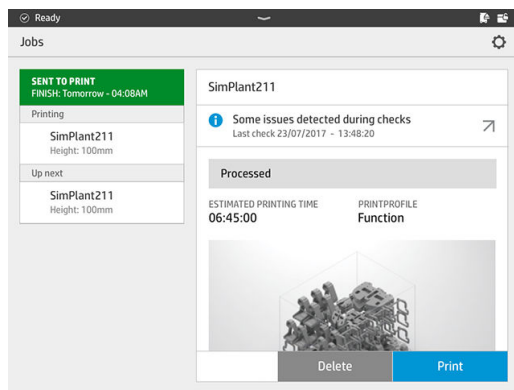 Ready
Jobs
SENT TO PRINT
FINISH: Tomorrow - 04:08AM
Printing
SimPlant211
Height: 100mm
Up next
SimPlant211
Height: 100mm
SimPlant211
Some issues detected during checks
Last check 23/07/2017 - 13:48:20
Processed
ESTIMATED PRINTING TIME
06:45:00
PRINTPROFILE
Function
Delete
Print